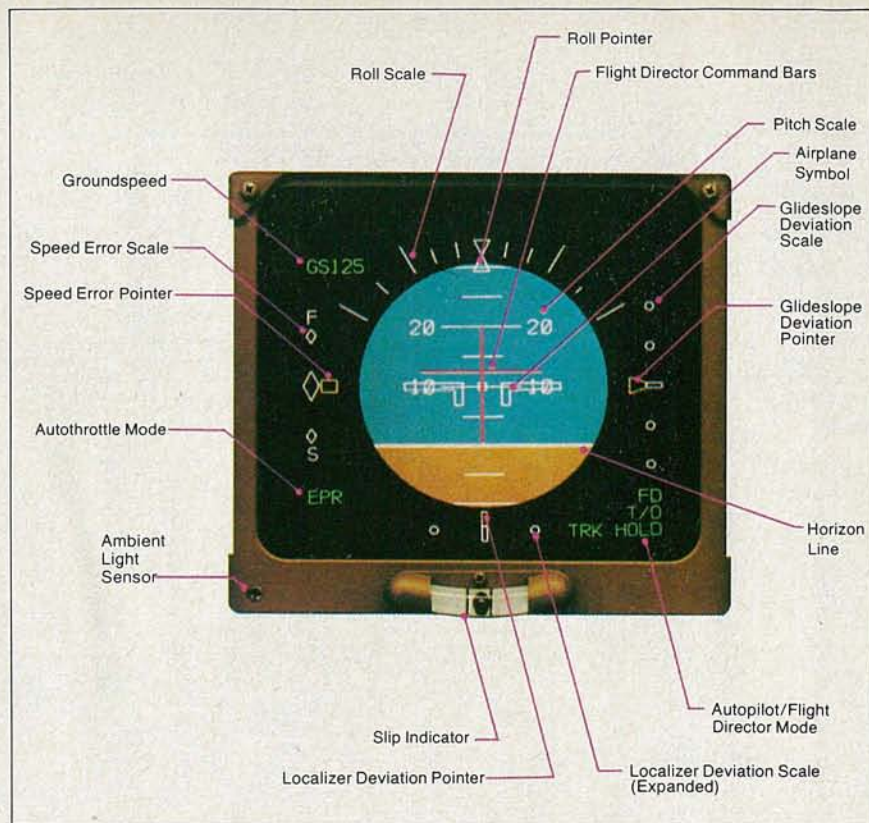 Roll Pointer
Roll Scale
Flight Director Command Bars
Pitch Scale
Airplane
Symbol
Groundspeed
Glideslope
Deviation
Scale
Speed Error Scale
GS125
Speed Error Pointer
F
20 20
Glideslope
Deviation
Pointer
10 10
Autothrottle Mode
S
EPR
FD
T/O
TRK HOLD
Horizon
Line
Ambient
Light
Sensor
Autopilot/Flight
Director Mode
Slip Indicator
Localizer Deviation Pointer
Localizer Deviation Scale
(Expanded)